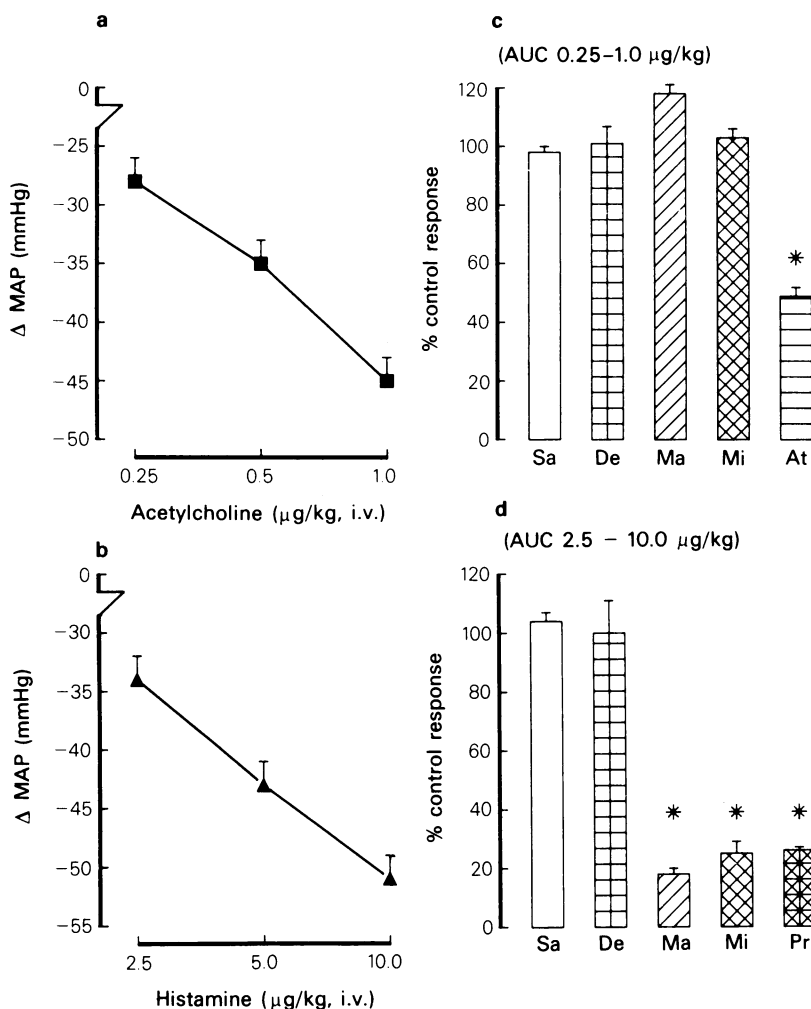 a
0
−25
−30
−35
−40
−45
−50
Δ MAP (mmHg)
0.25 0.5 1.0
Acetylcholine (μg/kg, i.v.)
c
(AUC 0.25–1.0 μg/kg)
120
100
80
60
40
20
0
% control response
*
Sa De Ma Mi At
b
0
−30
−35
−40
−45
−50
−55
Δ MAP (mmHg)
2.5 5.0 10.0
Histamine (μg/kg, i.v.)
d
(AUC 2.5 – 10.0 μg/kg)
120
100
80
60
40
20
0
% control response
* * *
Sa De Ma Mi Pr